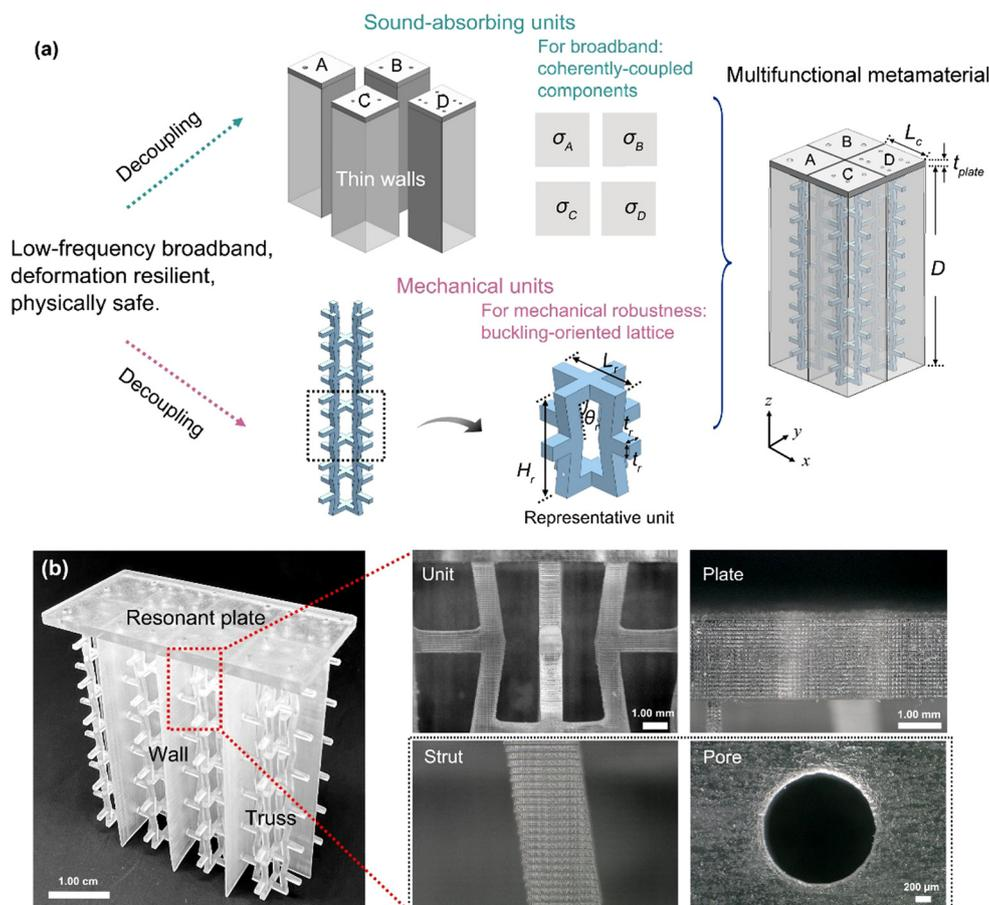 (a)
Sound-absorbing units
For broadband:
coherently-coupled
components
Multifunctional metamaterial
Decoupling
A
B
C
D
Thin walls
σA
σB
σC
σD
B
A
D
C
Lc
tplate
D
Low-frequency broadband,
deformation resilient,
physically safe.
Mechanical units
For mechanical robustness:
buckling-oriented lattice
Decoupling
Lr
θr
tr
tr
Hr
Representative unit
z
y
x
(b)
Resonant plate
Wall
Truss
1.00 cm
Unit
1.00 mm
Plate
1.00 mm
Strut
Pore
200 μm